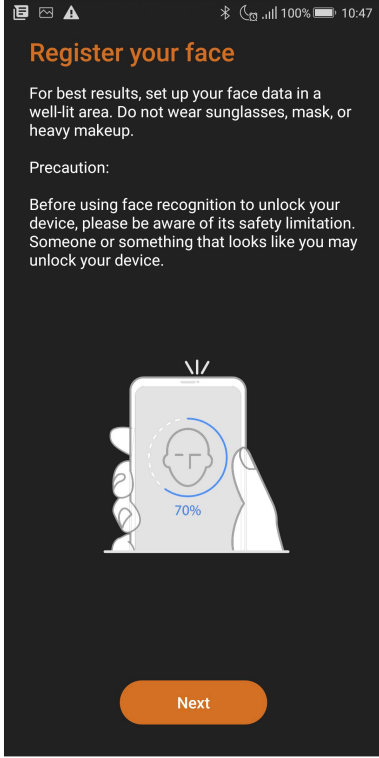 100% 10:47
Register your face
For best results, set up your face data in a
well-lit area. Do not wear sunglasses, mask, or
heavy makeup.
Precaution:
Before using face recognition to unlock your
device, please be aware of its safety limitation.
Someone or something that looks like you may
unlock your device.
70%
Next